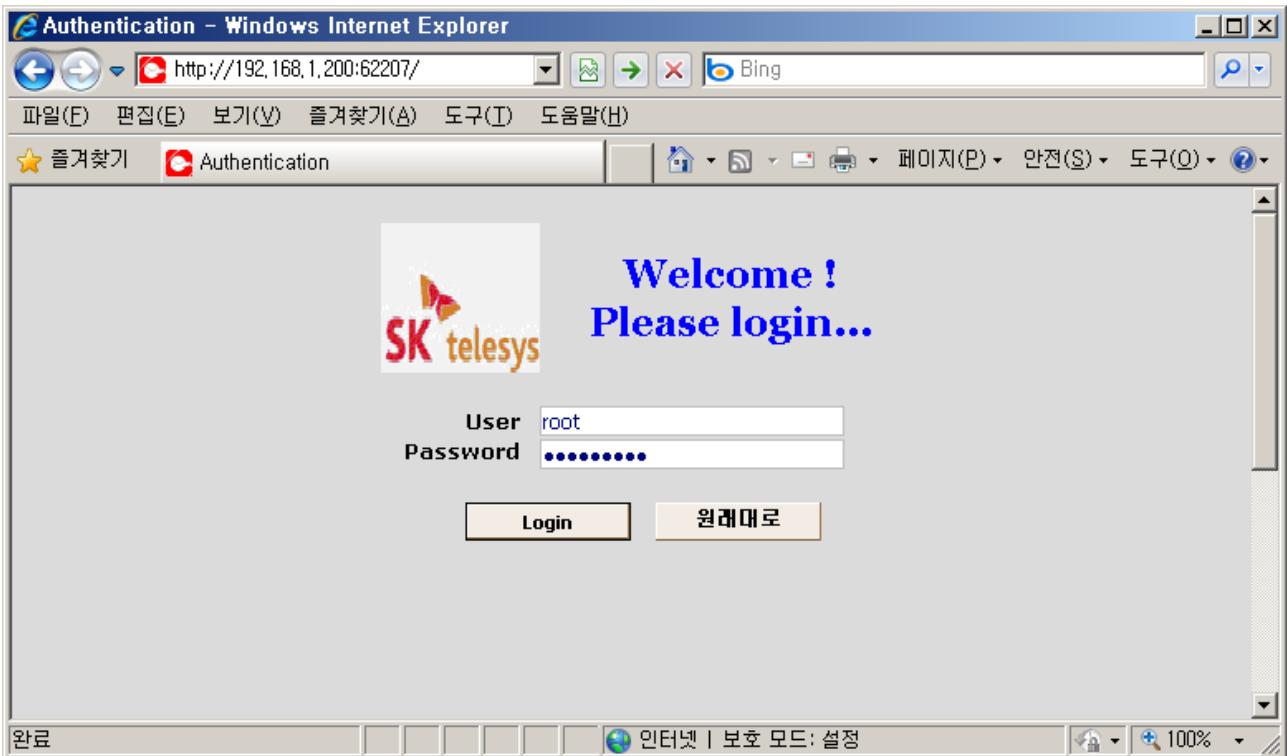 Authentication - Windows Internet Explorer
http://192,168,1,200:62207/
Bing
파일(F) 편집(E) 보기(V) 즐겨찾기(A) 도구(T) 도움말(H)
즐겨찾기 Authentication 페이지(P) 안전(S) 도구(O)
SK telesys
Welcome !
Please login...
User root
Password •••••••••
Login 원래대로
완료 인터넷 | 보호 모드: 설정 100%